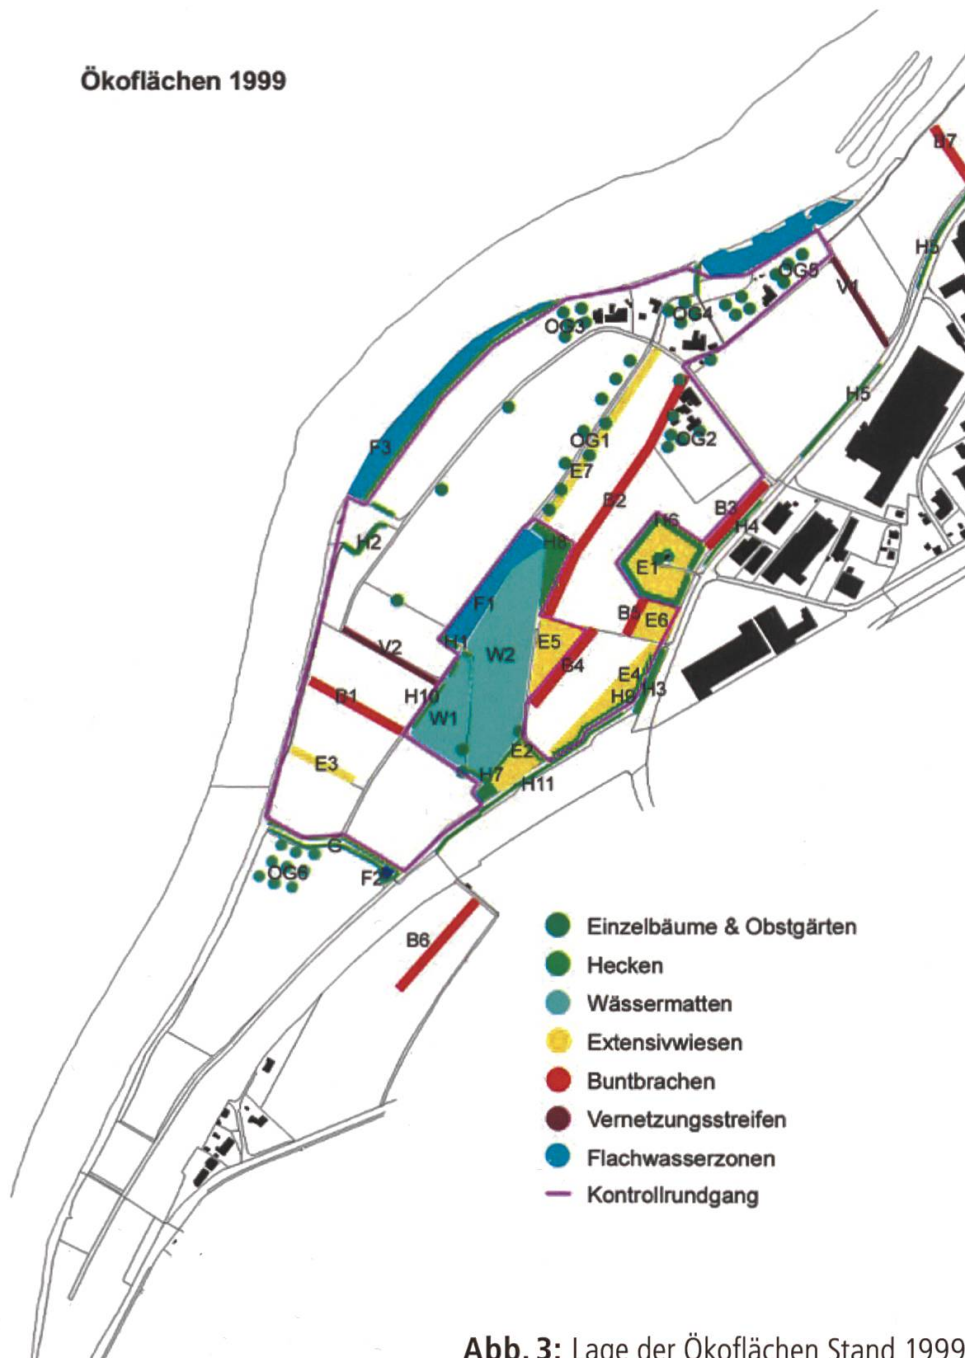 Ökoflächen 1999
B7
H5
OG5
V1
OG4
OG3
H5
OG1
OG2
F3
E7
B2
B3
H6
H4
H2
H8
E1
F1
B5
E6
H1
E5
V2
W2
B4
E4
H3
H9
H10
B1
W1
E2
E3
H7
H11
G
OG6
F2
B6
Einzelbäume & Obstgärten
Hecken
Wässermatten
Extensivwiesen
Buntbrachen
Vernetzungsstreifen
Flachwasserzonen
Kontrollrundgang
Abb. 3: Lage der Ökoflächen Stand 1999